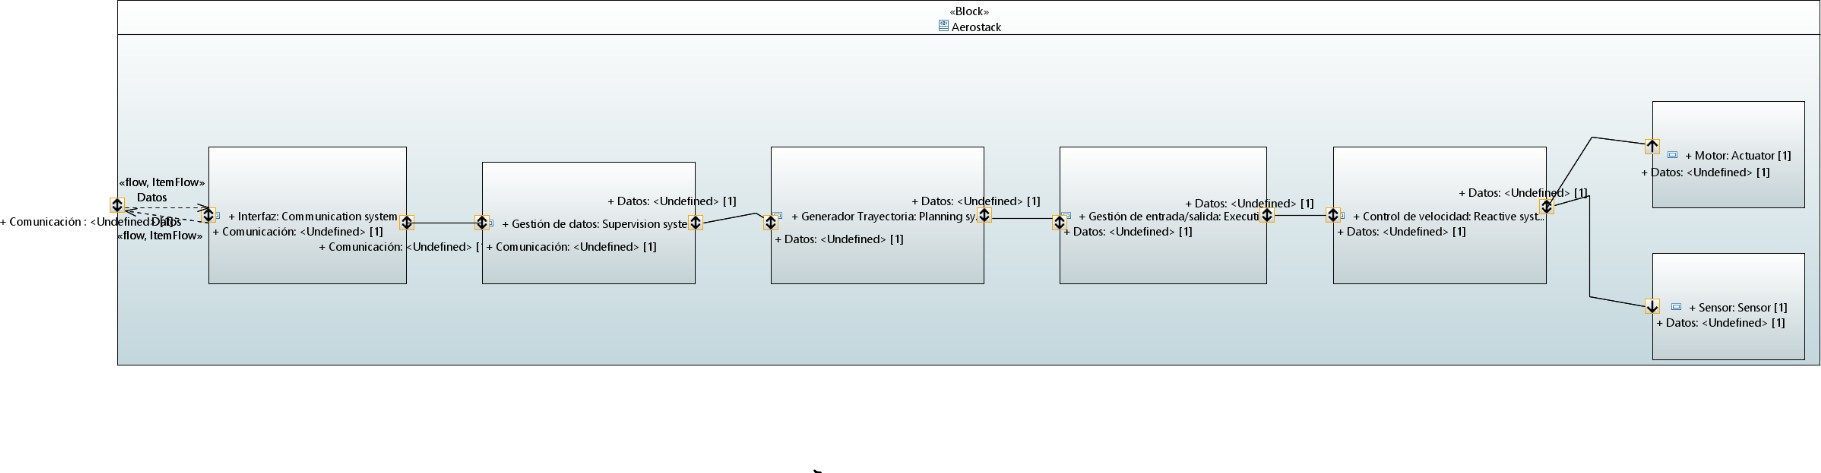 «Block»
Aerostack
«flow, ItemFlow»
Datos
+ Comunicación : <Undefined> [1]
Datos
«flow, ItemFlow»
+ Interfaz: Communication system
+ Comunicación: <Undefined> [1]
+ Comunicación: <Undefined> [
+ Datos: <Undefined> [1]
+ Gestión de datos: Supervision syste
+ Comunicación: <Undefined> [1]
+ Datos: <Undefined> [1]
+ Generador Trayectoria: Planning sy...
+ Datos: <Undefined> [1]
+ Datos: <Undefined> [1]
+ Gestión de entrada/salida: Executi
+ Datos: <Undefined> [1]
+ Datos: <Undefined> [1]
+ Control de velocidad: Reactive syst...
+ Datos: <Undefined> [1]
+ Motor: Actuator [1]
+ Datos: <Undefined> [1]
+ Sensor: Sensor [1]
+ Datos: <Undefined> [1]